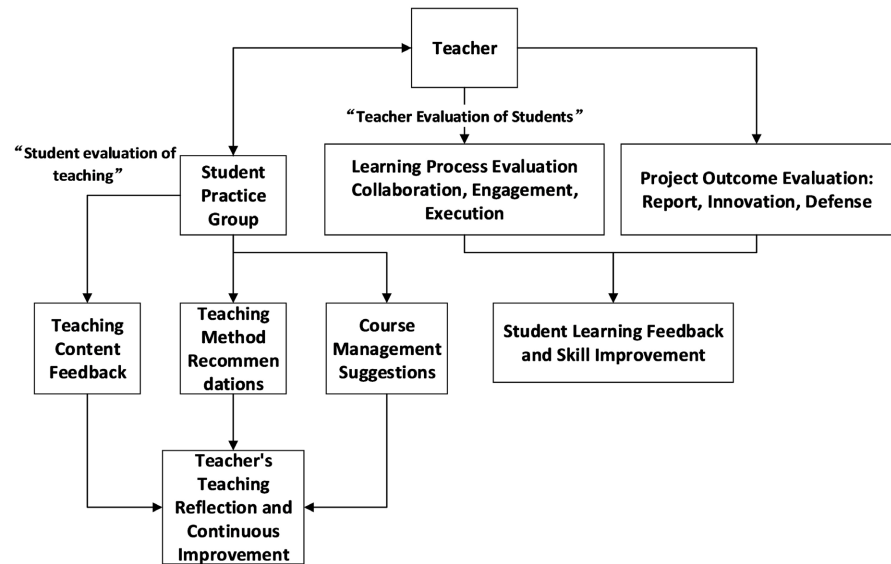 Teacher
“Teacher Evaluation of Students”
“Student evaluation of
teaching”
Student
Practice
Group
Learning Process Evaluation
Collaboration, Engagement,
Execution
Project Outcome Evaluation:
Report, Innovation, Defense
Teaching
Content
Feedback
Teaching
Method
Recommen
dations
Course
Management
Suggestions
Student Learning Feedback
and Skill Improvement
Teacher's
Teaching
Reflection and
Continuous
Improvement